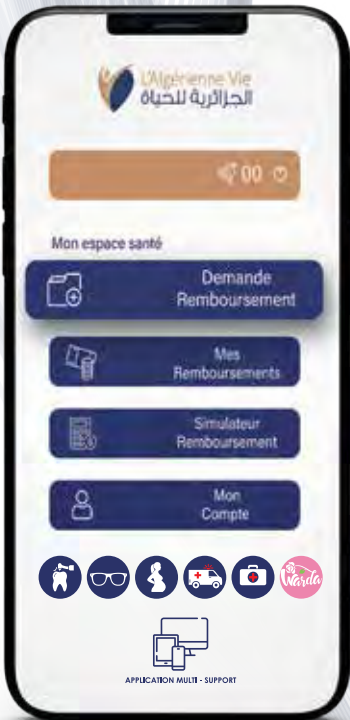 L'Algérienne Vie
الجزائرية للحياة
00
Mon espace santé
Demande
Remboursement
Mes
Remboursements
Simulateur
Remboursement
Mon
Compte
Warda
APPLICATION MULTI - SUPPORT